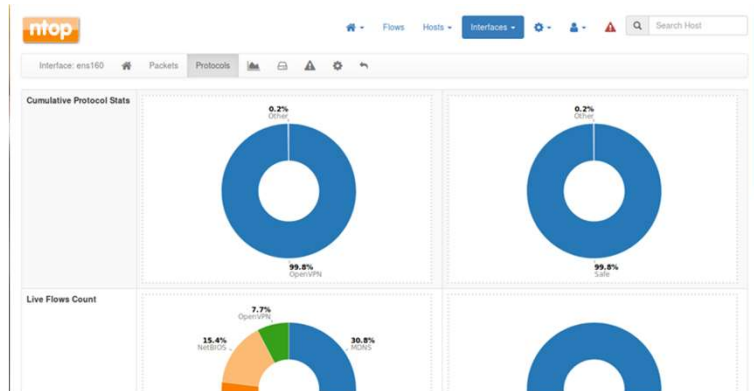 ntop
Flows
Hosts
Interfaces
Search Host
Interface: ens160
Packets
Protocols
Cumulative Protocol Stats
0.2%
Other
99.8%
OpenVPN
0.2%
Other
99.8%
Safe
Live Flows Count
7.7%
OpenVPN
15.4%
NetBIOS
30.8%
MDNS